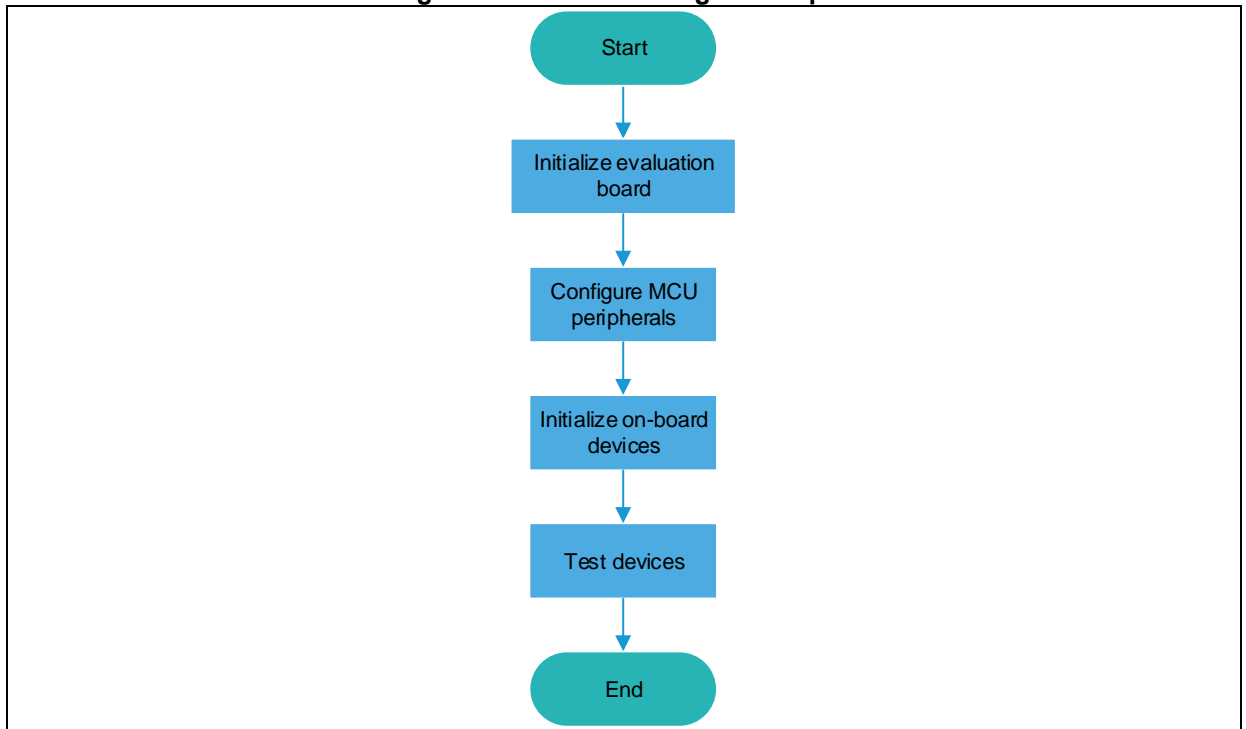 Start
Initialize evaluation
board
Configure MCU
peripherals
Initialize on-board
devices
Test devices
End